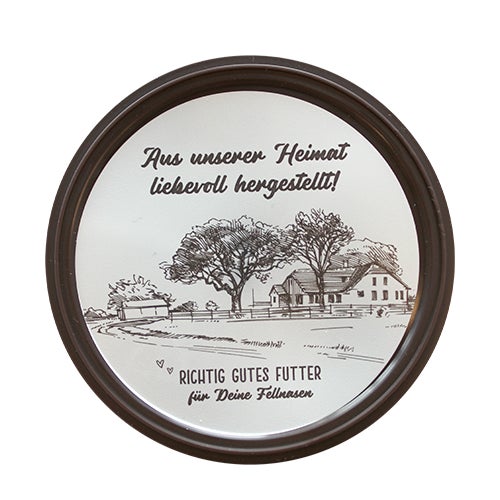 Aus unserer Heimat
liebevoll hergestellt!
RICHTIG GUTES FUTTER
für Deine Fellnasen